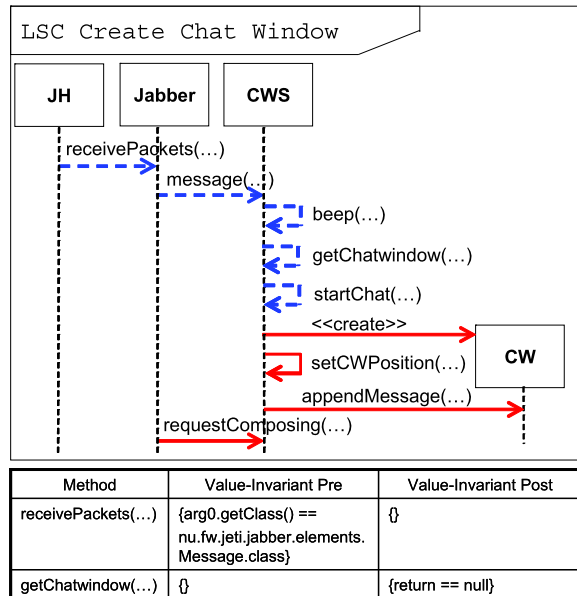 LSC Create Chat Window
JH Jabber CWS
receivePackets(…)
message(…)
beep(…)
getChatwindow(…)
startChat(…)
<<create>>
CW
setCWPosition(…)
appendMessage(…)
requestComposing(…)
Method Value-Invariant Pre Value-Invariant Post
receivePackets(…) {arg0.getClass() == {}
nu.fw.jeti.jabber.elements.
Message.class}
getChatwindow(…) {} {return == null}